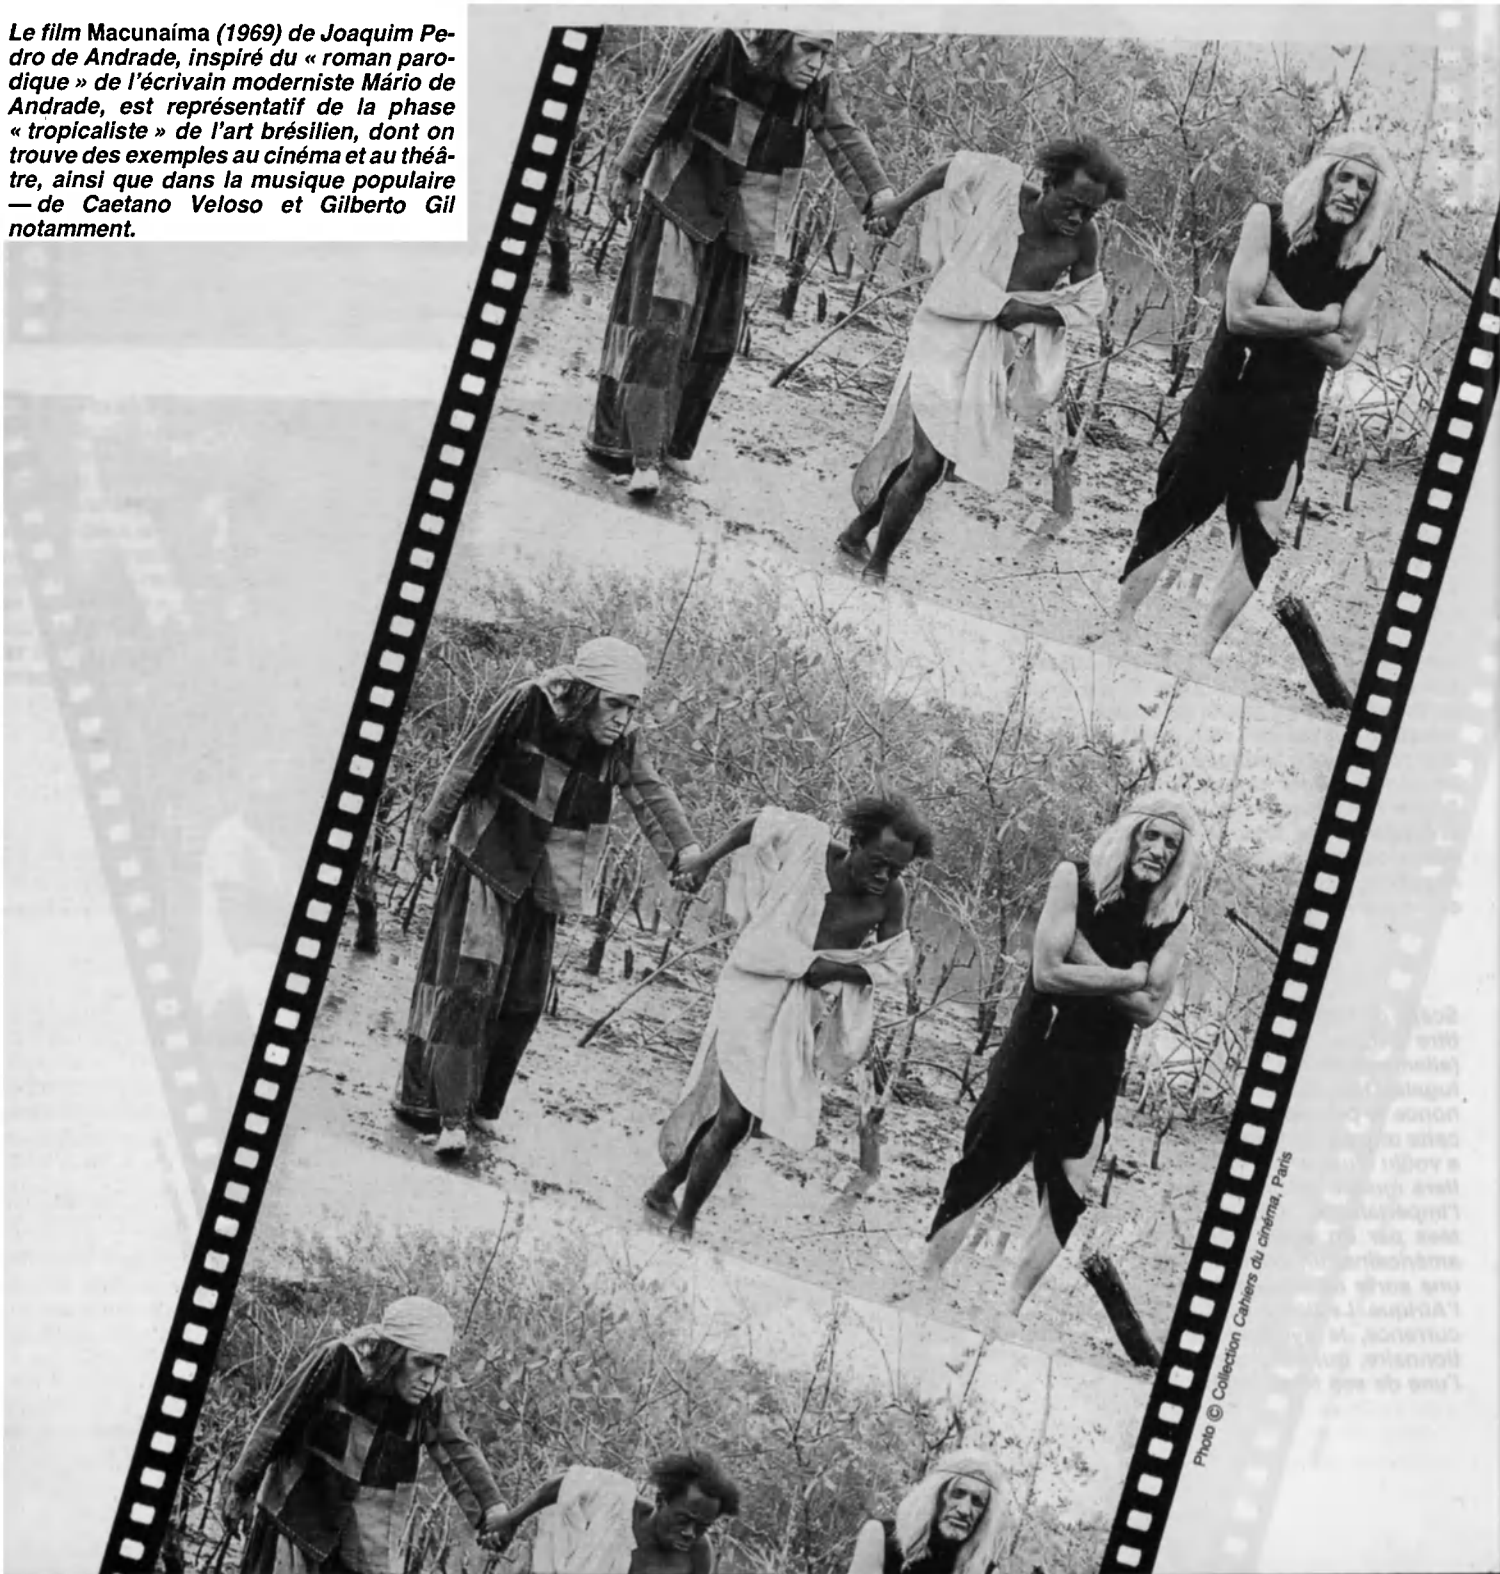 Le film Macunaíma (1969) de Joaquim Pe-
dro de Andrade, inspiré du « roman paro-
dique » de l'écrivain moderniste Mário de
Andrade, est représentatif de la phase
« tropicaliste » de l'art brésilien, dont on
trouve des exemples au cinéma et au théâ-
tre, ainsi que dans la musique populaire
— de Caetano Veloso et Gilberto Gil
notamment.
Photo © Collection Cahiers du cinéma, Paris